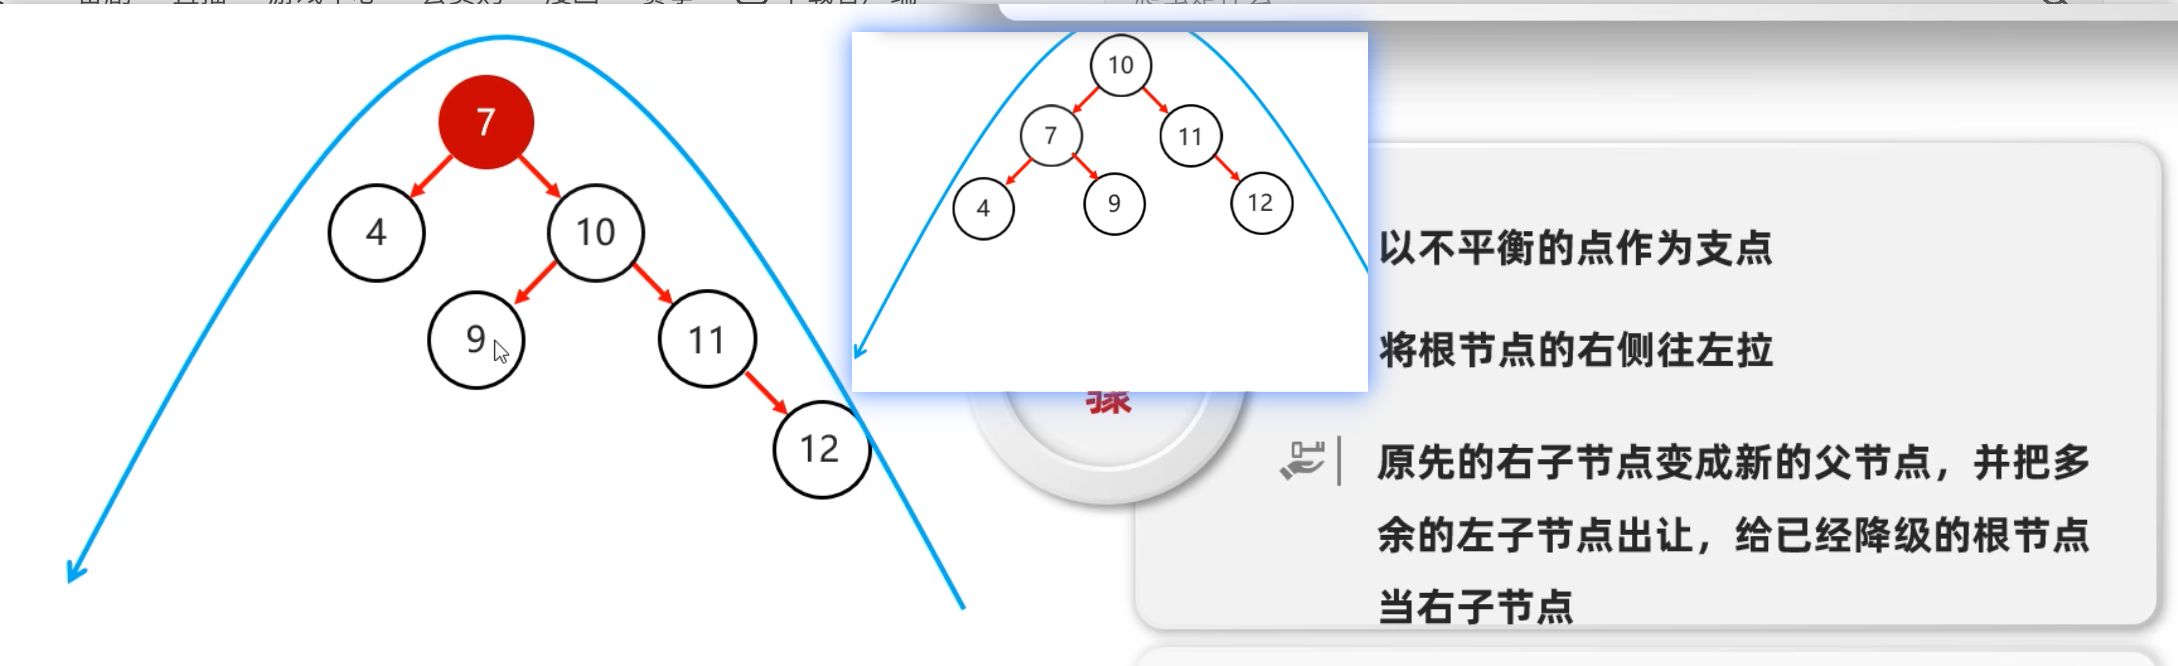 7
4
10
9
11
12
10
7
11
4
9
12
骤
以不平衡的点作为支点
将根节点的右侧往左拉
原先的右子节点变成新的父节点，并把多
余的左子节点出让，给已经降级的根节点
当右子节点